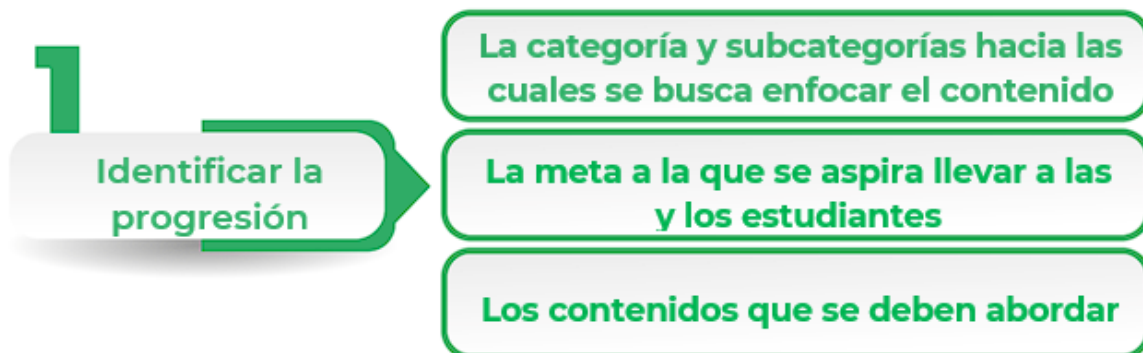 1
Identificar la
progresión
La categoría y subcategorías hacia las
cuales se busca enfocar el contenido
La meta a la que se aspira llevar a las
y los estudiantes
Los contenidos que se deben abordar